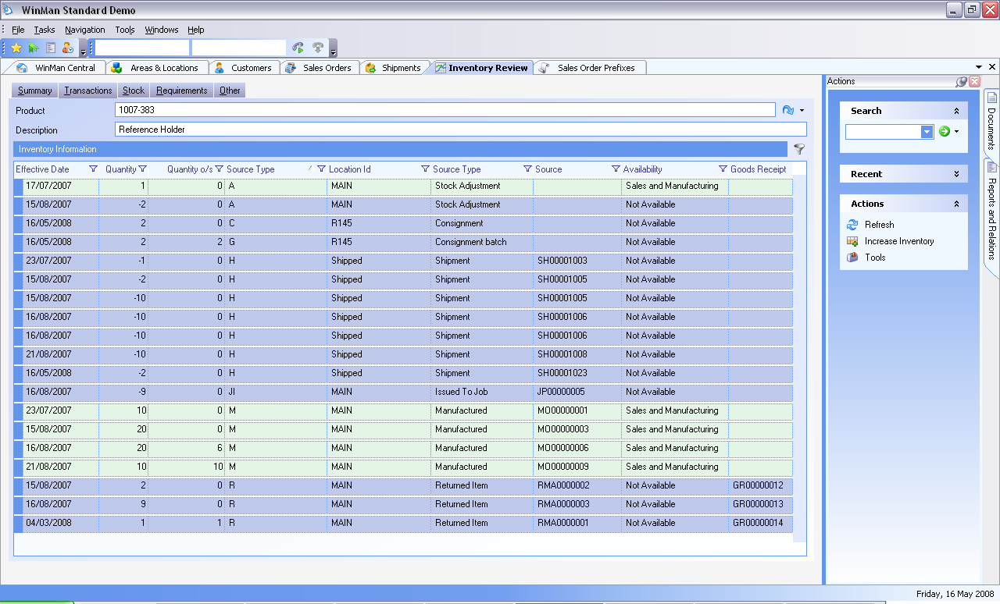 WinMan Standard Demo
File Tasks Navigation Tools Windows Help
WinMan Central Areas & Locations Customers Sales Orders Shipments Inventory Review Sales Order Prefixes
Summary Transactions Stock Requirements Other
Product 1007-383
Description Reference Holder
Inventory Information
Effective Date Quantity Quantity o/s Source Type Location Id Source Type Source Availability Goods Receipt
17/07/2007 1 0 A MAIN Stock Adjustment Sales and Manufacturing
15/08/2007 -2 0 A MAIN Stock Adjustment Not Available
16/05/2008 2 0 C R145 Consignment Not Available
16/05/2008 2 2 G R145 Consignment batch Not Available
23/07/2007 -1 0 H Shipped Shipment SH00001003 Not Available
15/08/2007 -2 0 H Shipped Shipment SH00001005 Not Available
15/08/2007 -10 0 H Shipped Shipment SH00001005 Not Available
16/08/2007 -10 0 H Shipped Shipment SH00001006 Not Available
16/08/2007 -10 0 H Shipped Shipment SH00001006 Not Available
21/08/2007 -10 0 H Shipped Shipment SH00001008 Not Available
16/05/2008 -2 0 H Shipped Shipment SH00001023 Not Available
16/08/2007 -9 0 JI MAIN Issued To Job JP00000005 Not Available
23/07/2007 10 0 M MAIN Manufactured MO00000001 Sales and Manufacturing
15/08/2007 20 0 M MAIN Manufactured MO00000003 Sales and Manufacturing
16/08/2007 20 6 M MAIN Manufactured MO00000006 Sales and Manufacturing
21/08/2007 10 10 M MAIN Manufactured MO00000009 Sales and Manufacturing
15/08/2007 2 0 R MAIN Returned Item RMA0000002 Not Available GR00000012
16/08/2007 9 0 R MAIN Returned Item RMA0000003 Not Available GR00000013
04/03/2008 1 1 R MAIN Returned Item RMA0000001 Not Available GR00000014
Actions
Search
Recent
Actions
Refresh
Increase Inventory
Tools
Documents
Reports and Relations
Friday, 16 May 2008